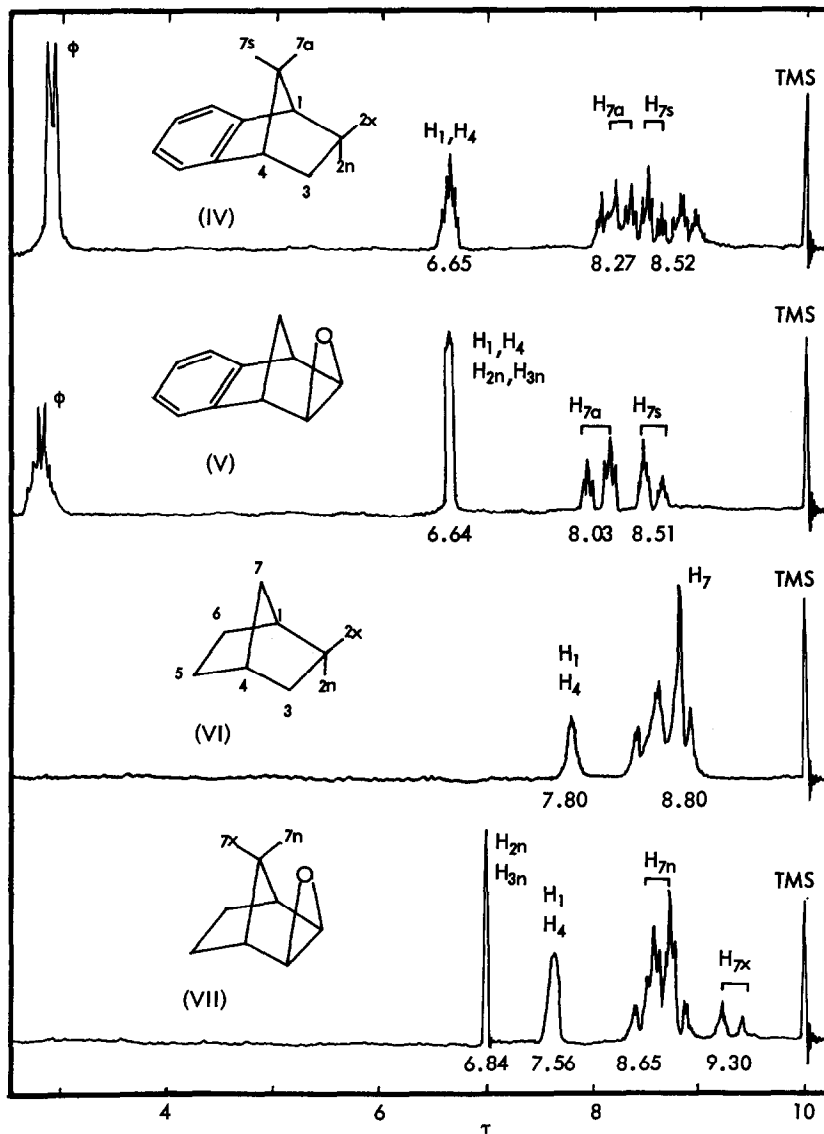 φ
7s 7a
1
2x
2n
4
3
(IV)
H1,H4
H7a H7s
TMS
6.65
8.27
8.52
φ
O
(V)
H1,H4
H2n,H3n
H7a
H7s
TMS
6.64
8.03
8.51
7
6
1
2x
5
4
2n
3
(VI)
H1
H4
H7
TMS
7.80
8.80
7x 7n
O
(VII)
H2n
H3n
H1
H4
H7n
H7x
TMS
6.84
7.56
8.65
9.30
4
6
8
10
τ